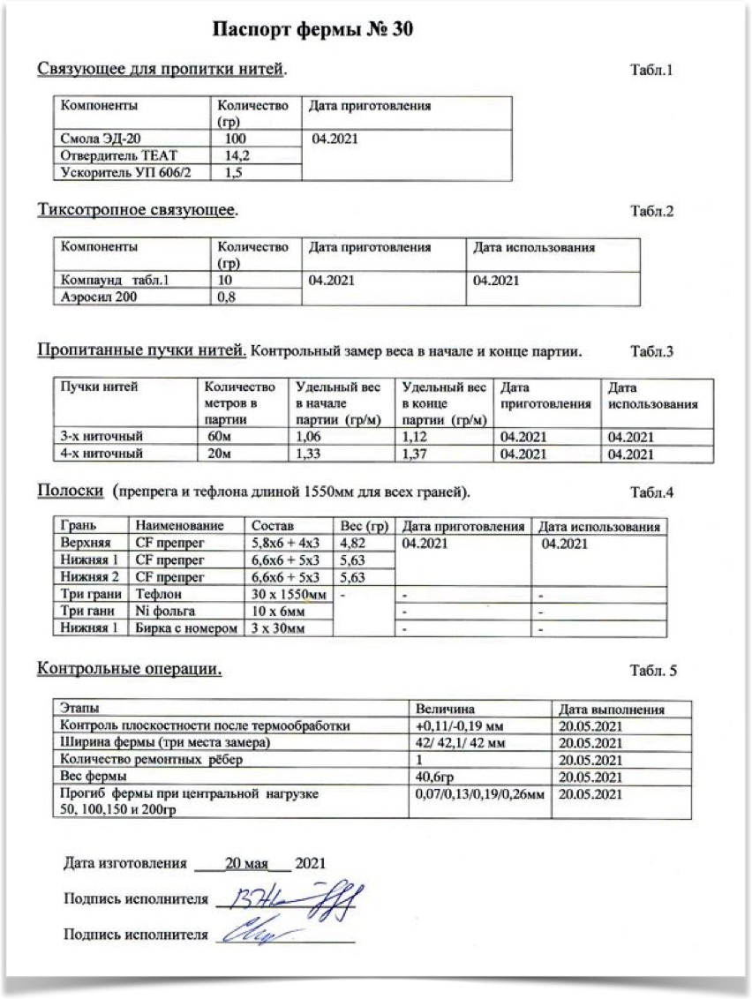 Паспорт фермы № 30
Связующее для пропитки нитей. Табл.1
Компоненты Количество (гр) Дата приготовления
Смола ЭД-20 100 04.2021
Отвердитель ТЕАТ 14,2
Ускоритель УП 606/2 1,5
Тиксотропное связующее. Табл.2
Компоненты Количество (гр) Дата приготовления Дата использования
Компаунд табл.1 10 04.2021 04.2021
Аэросил 200 0,8
Пропитанные пучки нитей. Контрольный замер веса в начале и конце партии. Табл.3
Пучки нитей Количество метров в партии Удельный вес в начале партии (гр/м) Удельный вес в конце партии (гр/м) Дата приготовления Дата использования
3-х ниточный 60м 1,06 1,12 04.2021 04.2021
4-х ниточный 20м 1,33 1,37 04.2021 04.2021
Полоски (препрега и тефлона длиной 1550мм для всех граней). Табл.4
Грань Наименование Состав Вес (гр) Дата приготовления Дата использования
Верхняя CF препрег 5,8х6 + 4х3 4,82 04.2021 04.2021
Нижняя 1 CF препрег 6,6х6 + 5х3 5,63
Нижняя 2 CF препрег 6,6х6 + 5х3 5,63
Три грани Тефлон 30 х 1550мм - - -
Три гани Ni фольга 10 х 6мм - -
Нижняя 1 Бирка с номером 3 х 30мм - -
Контрольные операции. Табл. 5
Этапы Величина Дата выполнения
Контроль плоскостности после термообработки +0,11/-0,19 мм 20.05.2021
Ширина фермы (три места замера) 42/ 42,1/ 42 мм 20.05.2021
Количество ремонтных рёбер 1 20.05.2021
Вес фермы 40,6гр 20.05.2021
Прогиб фермы при центральной нагрузке 0,07/0,13/0,19/0,26мм 20.05.2021
50, 100,150 и 200гр
Дата изготовления 20 мая 2021
Подпись исполнителя
Подпись исполнителя